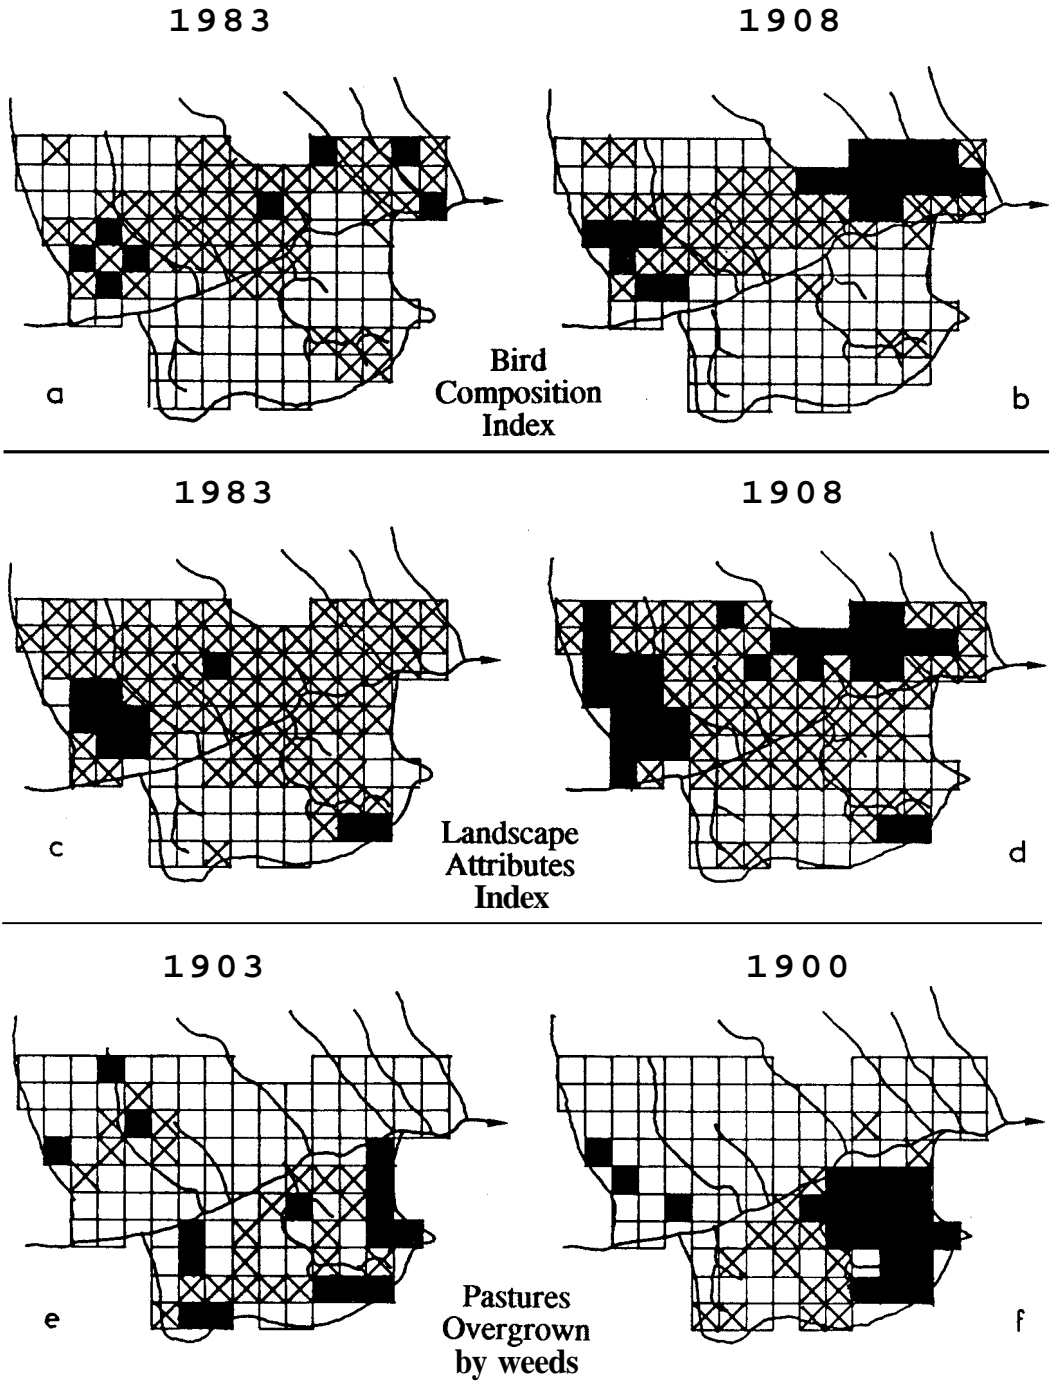 1983 1908
a Bird b
Composition
Index
1983 1908
c Landscape d
Attributes
Index
1903 1900
e Pastures f
Overgrown
by weeds